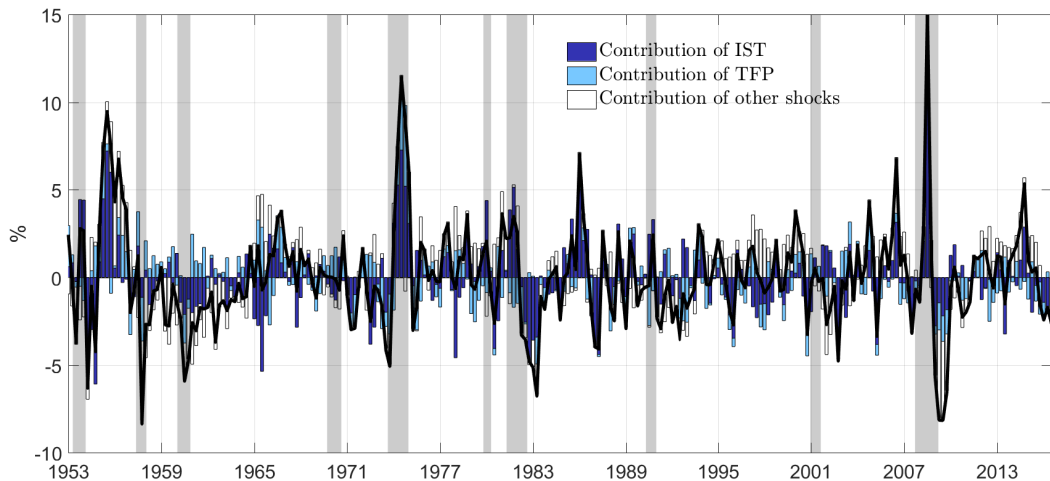 15
10
5
0
-5
-10
%
Contribution of IST
Contribution of TFP
Contribution of other shocks
1953 1959 1965 1971 1977 1983 1989 1995 2001 2007 2013